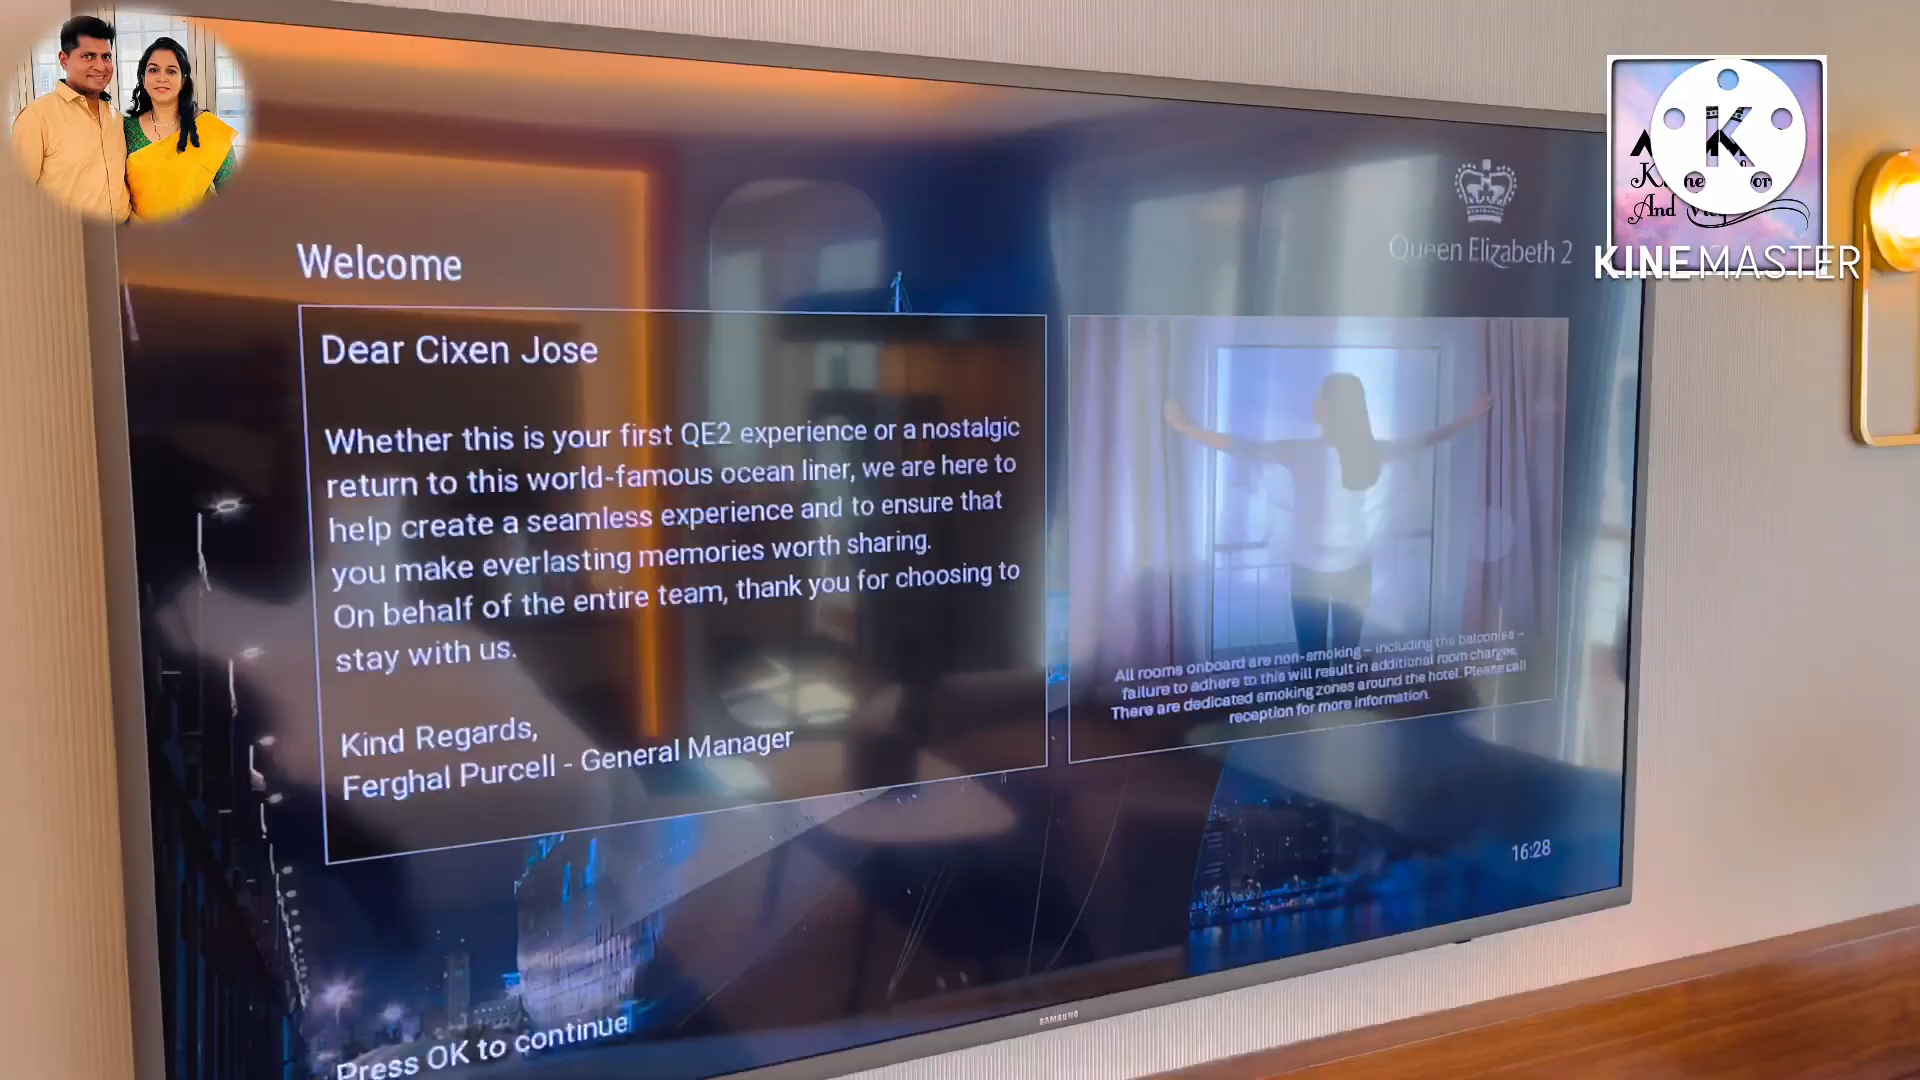 Welcome
Queen Elizabeth 2
Dear Cixen Jose
Whether this is your first QE2 experience or a nostalgic
return to this world-famous ocean liner, we are here to
help create a seamless experience and to ensure that
you make everlasting memories worth sharing.
On behalf of the entire team, thank you for choosing to
stay with us.
Kind Regards,
Ferghal Purcell - General Manager
All rooms onboard are non-smoking – including the balconies –
failure to adhere to this will result in additional room charges.
There are dedicated smoking zones around the hotel. Please call
reception for more information.
16:28
Press OK to continue
SAMSUNG
K
And
KINEMASTER